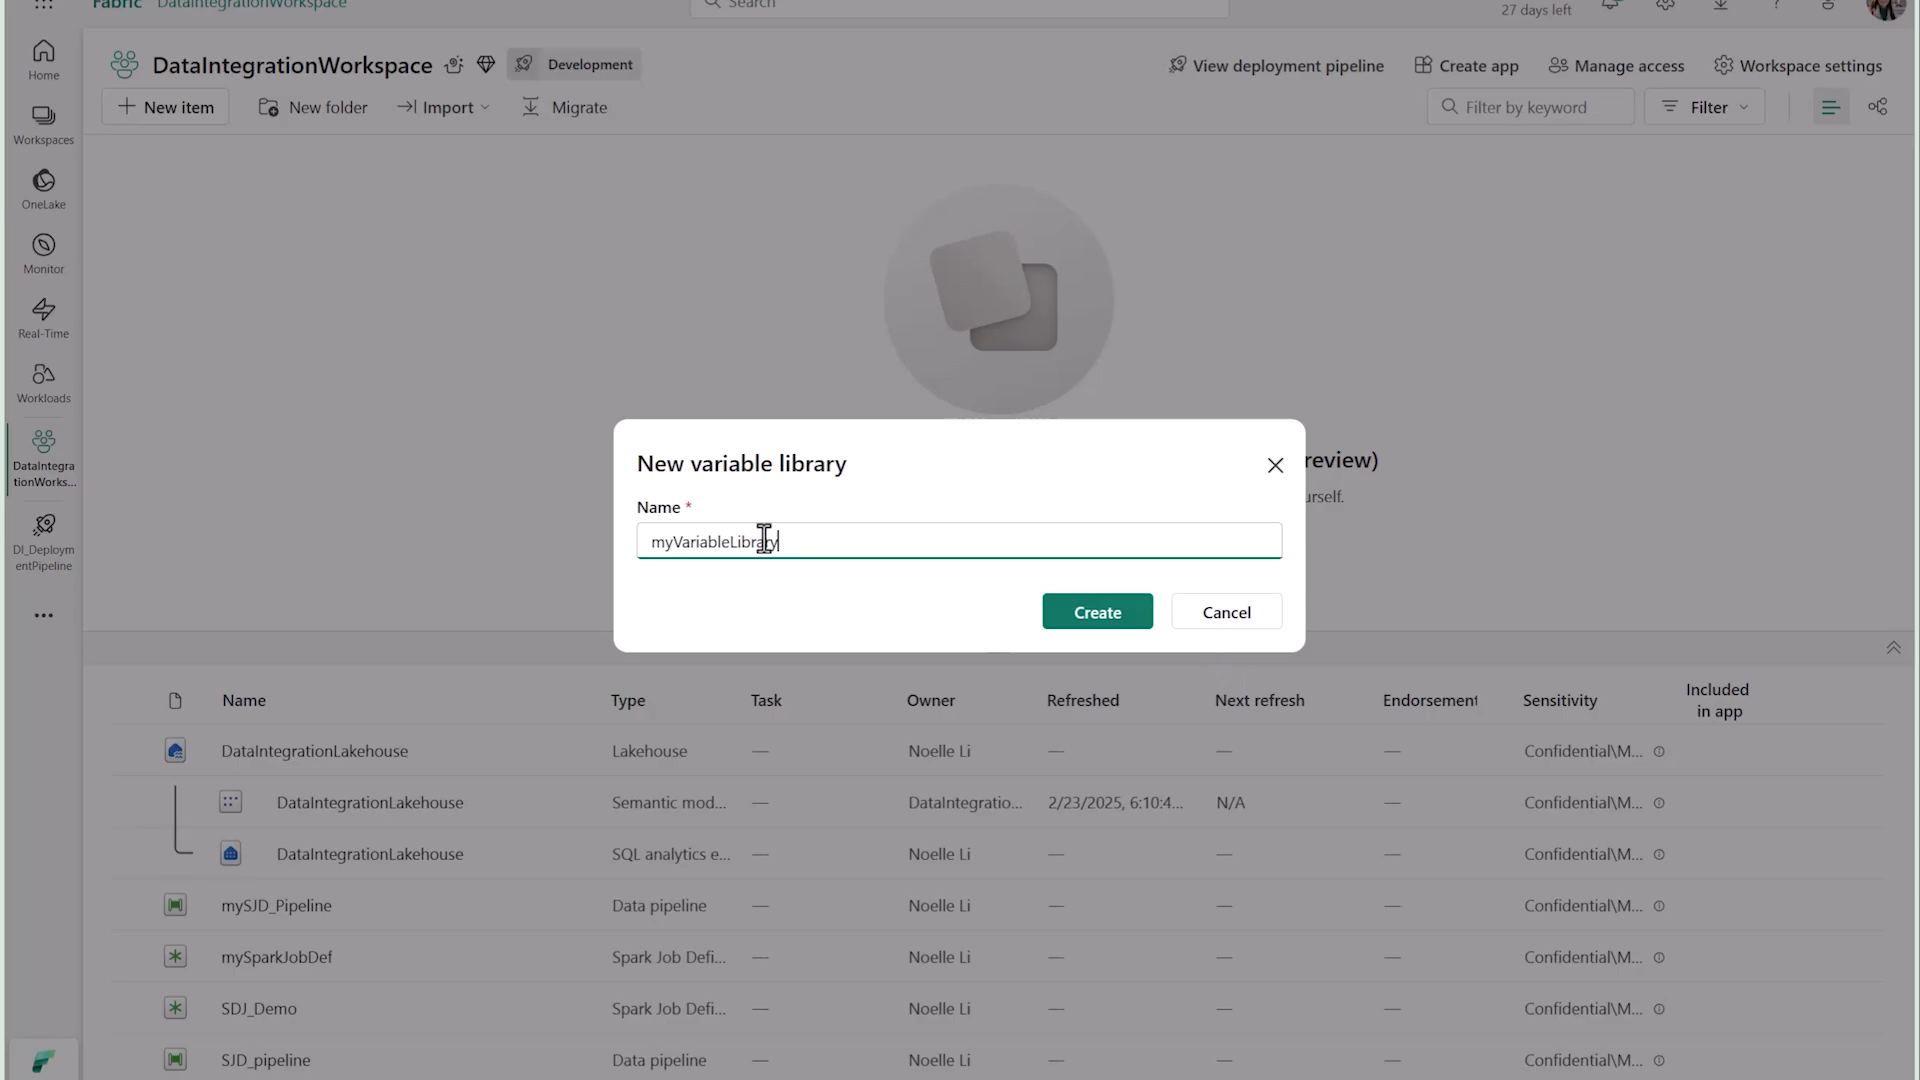 Fabric DataIntegrationWorkspace
Search
27 days left
Home
Workspaces
OneLake
Monitor
Real-Time
Workloads
DataIntegra
tionWorks...
DI_Deploym
entPipeline
DataIntegrationWorkspace
Development
View deployment pipeline
Create app
Manage access
Workspace settings
New item
New folder
Import
Migrate
Filter by keyword
Filter
review)
urself.
New variable library
Name *
myVariableLibrary
Create
Cancel
Name Type Task Owner Refreshed Next refresh Endorsement Sensitivity Included
in app
DataIntegrationLakehouse Lakehouse — Noelle Li — — — Confidential\M...
DataIntegrationLakehouse Semantic mod... — DataIntegratio... 2/23/2025, 6:10:4... N/A — Confidential\M...
DataIntegrationLakehouse SQL analytics e... — Noelle Li — — — Confidential\M...
mySJD_Pipeline Data pipeline — Noelle Li — — — Confidential\M...
mySparkJobDef Spark Job Defi... — Noelle Li — — — Confidential\M...
SDJ_Demo Spark Job Defi... — Noelle Li — — — Confidential\M...
SJD_pipeline Data pipeline — Noelle Li — — — Confidential\M...